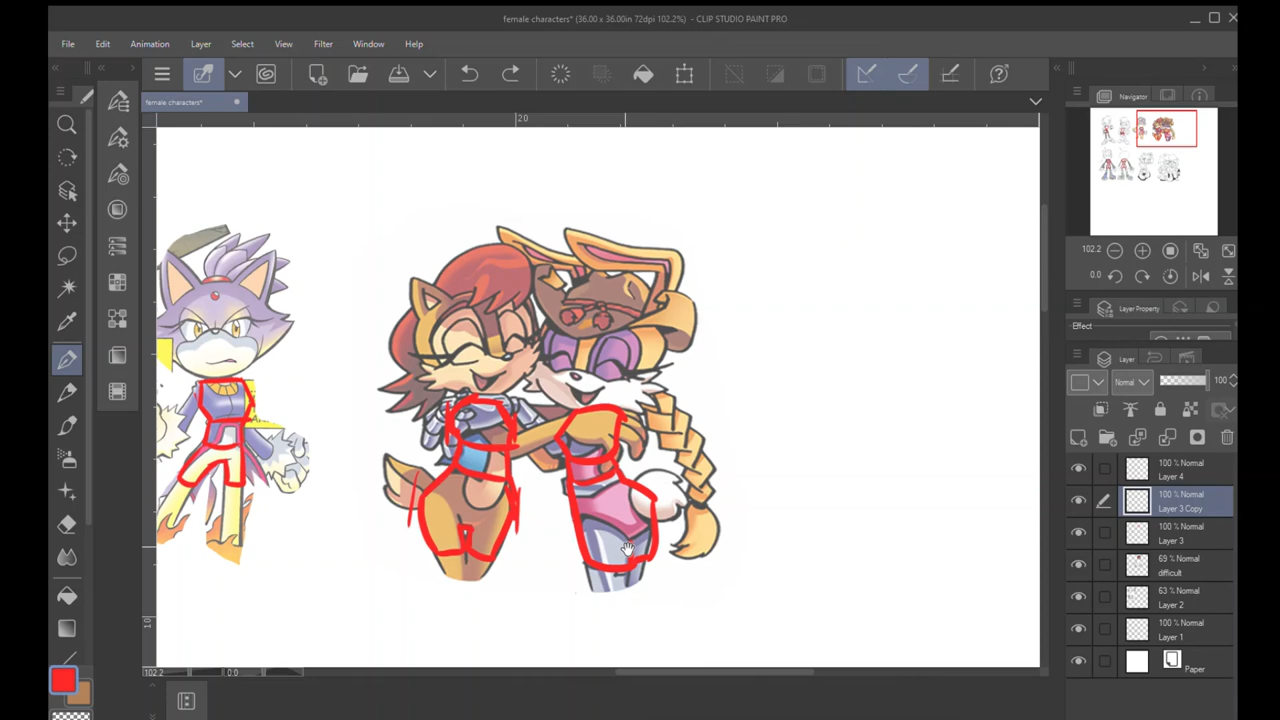 female characters* (36.00 x 36.00in 72dpi 102.2%) - CLIP STUDIO PAINT PRO
File Edit Animation Layer Select View Filter Window Help
female characters*
20
10
102.2 0.0
Navigator
102.2
0.0
Layer Property
Effect
Layer
Normal 100
100 % Normal
Layer 4
100 % Normal
Layer 3 Copy
100 % Normal
Layer 3
69 % Normal
difficult
63 % Normal
Layer 2
100 % Normal
Layer 1
Paper